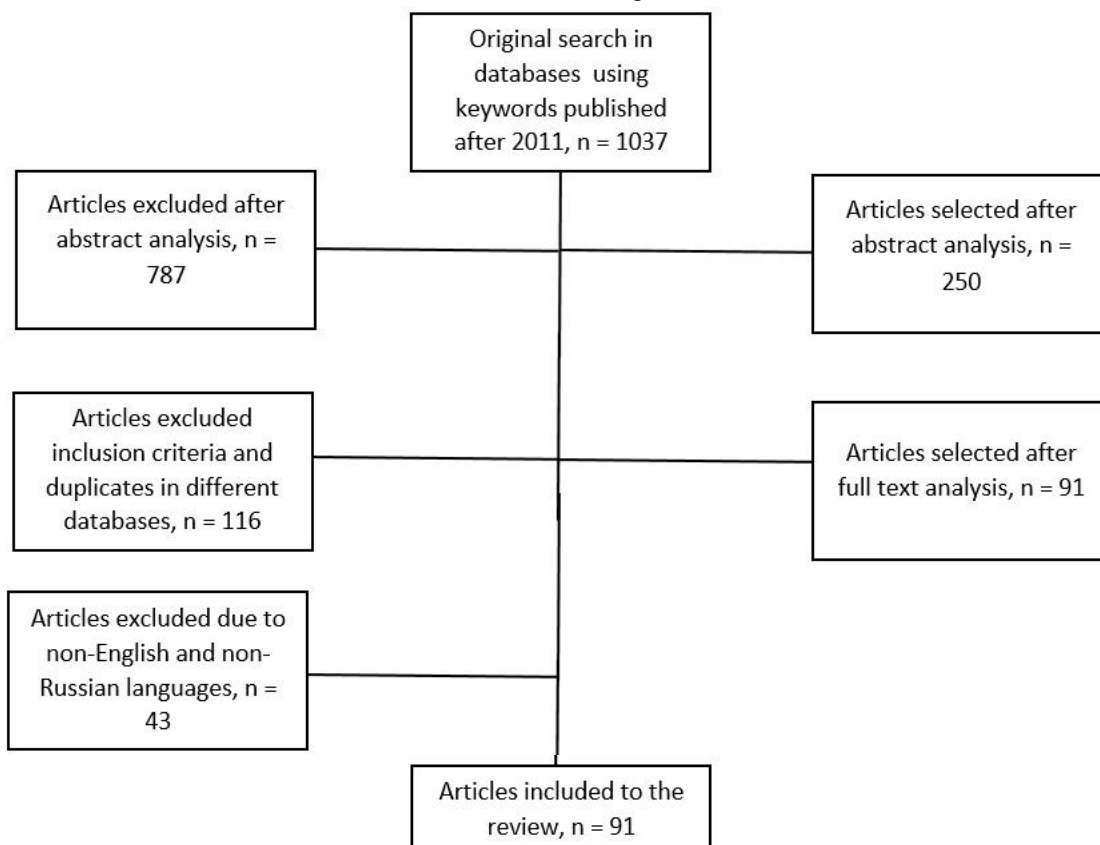 Original search in
databases using
keywords published
after 2011, n = 1037
Articles excluded after
abstract analysis, n =
787
Articles selected after
abstract analysis, n =
250
Articles excluded
inclusion criteria and
duplicates in different
databases, n = 116
Articles selected after
full text analysis, n = 91
Articles excluded due to
non-English and non-
Russian languages, n =
43
Articles included to the
review, n = 91